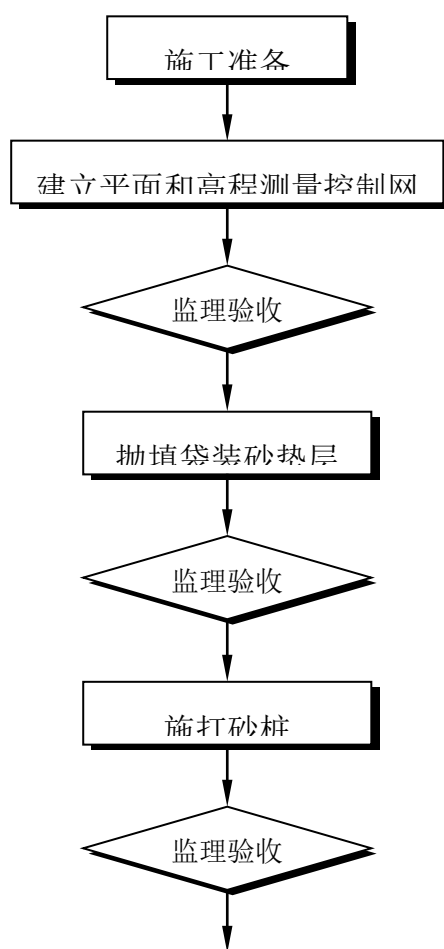 施工准备
建立平面和高程测量控制网
监理验收
抛填袋装砂垫层
监理验收
施打砂桩
监理验收